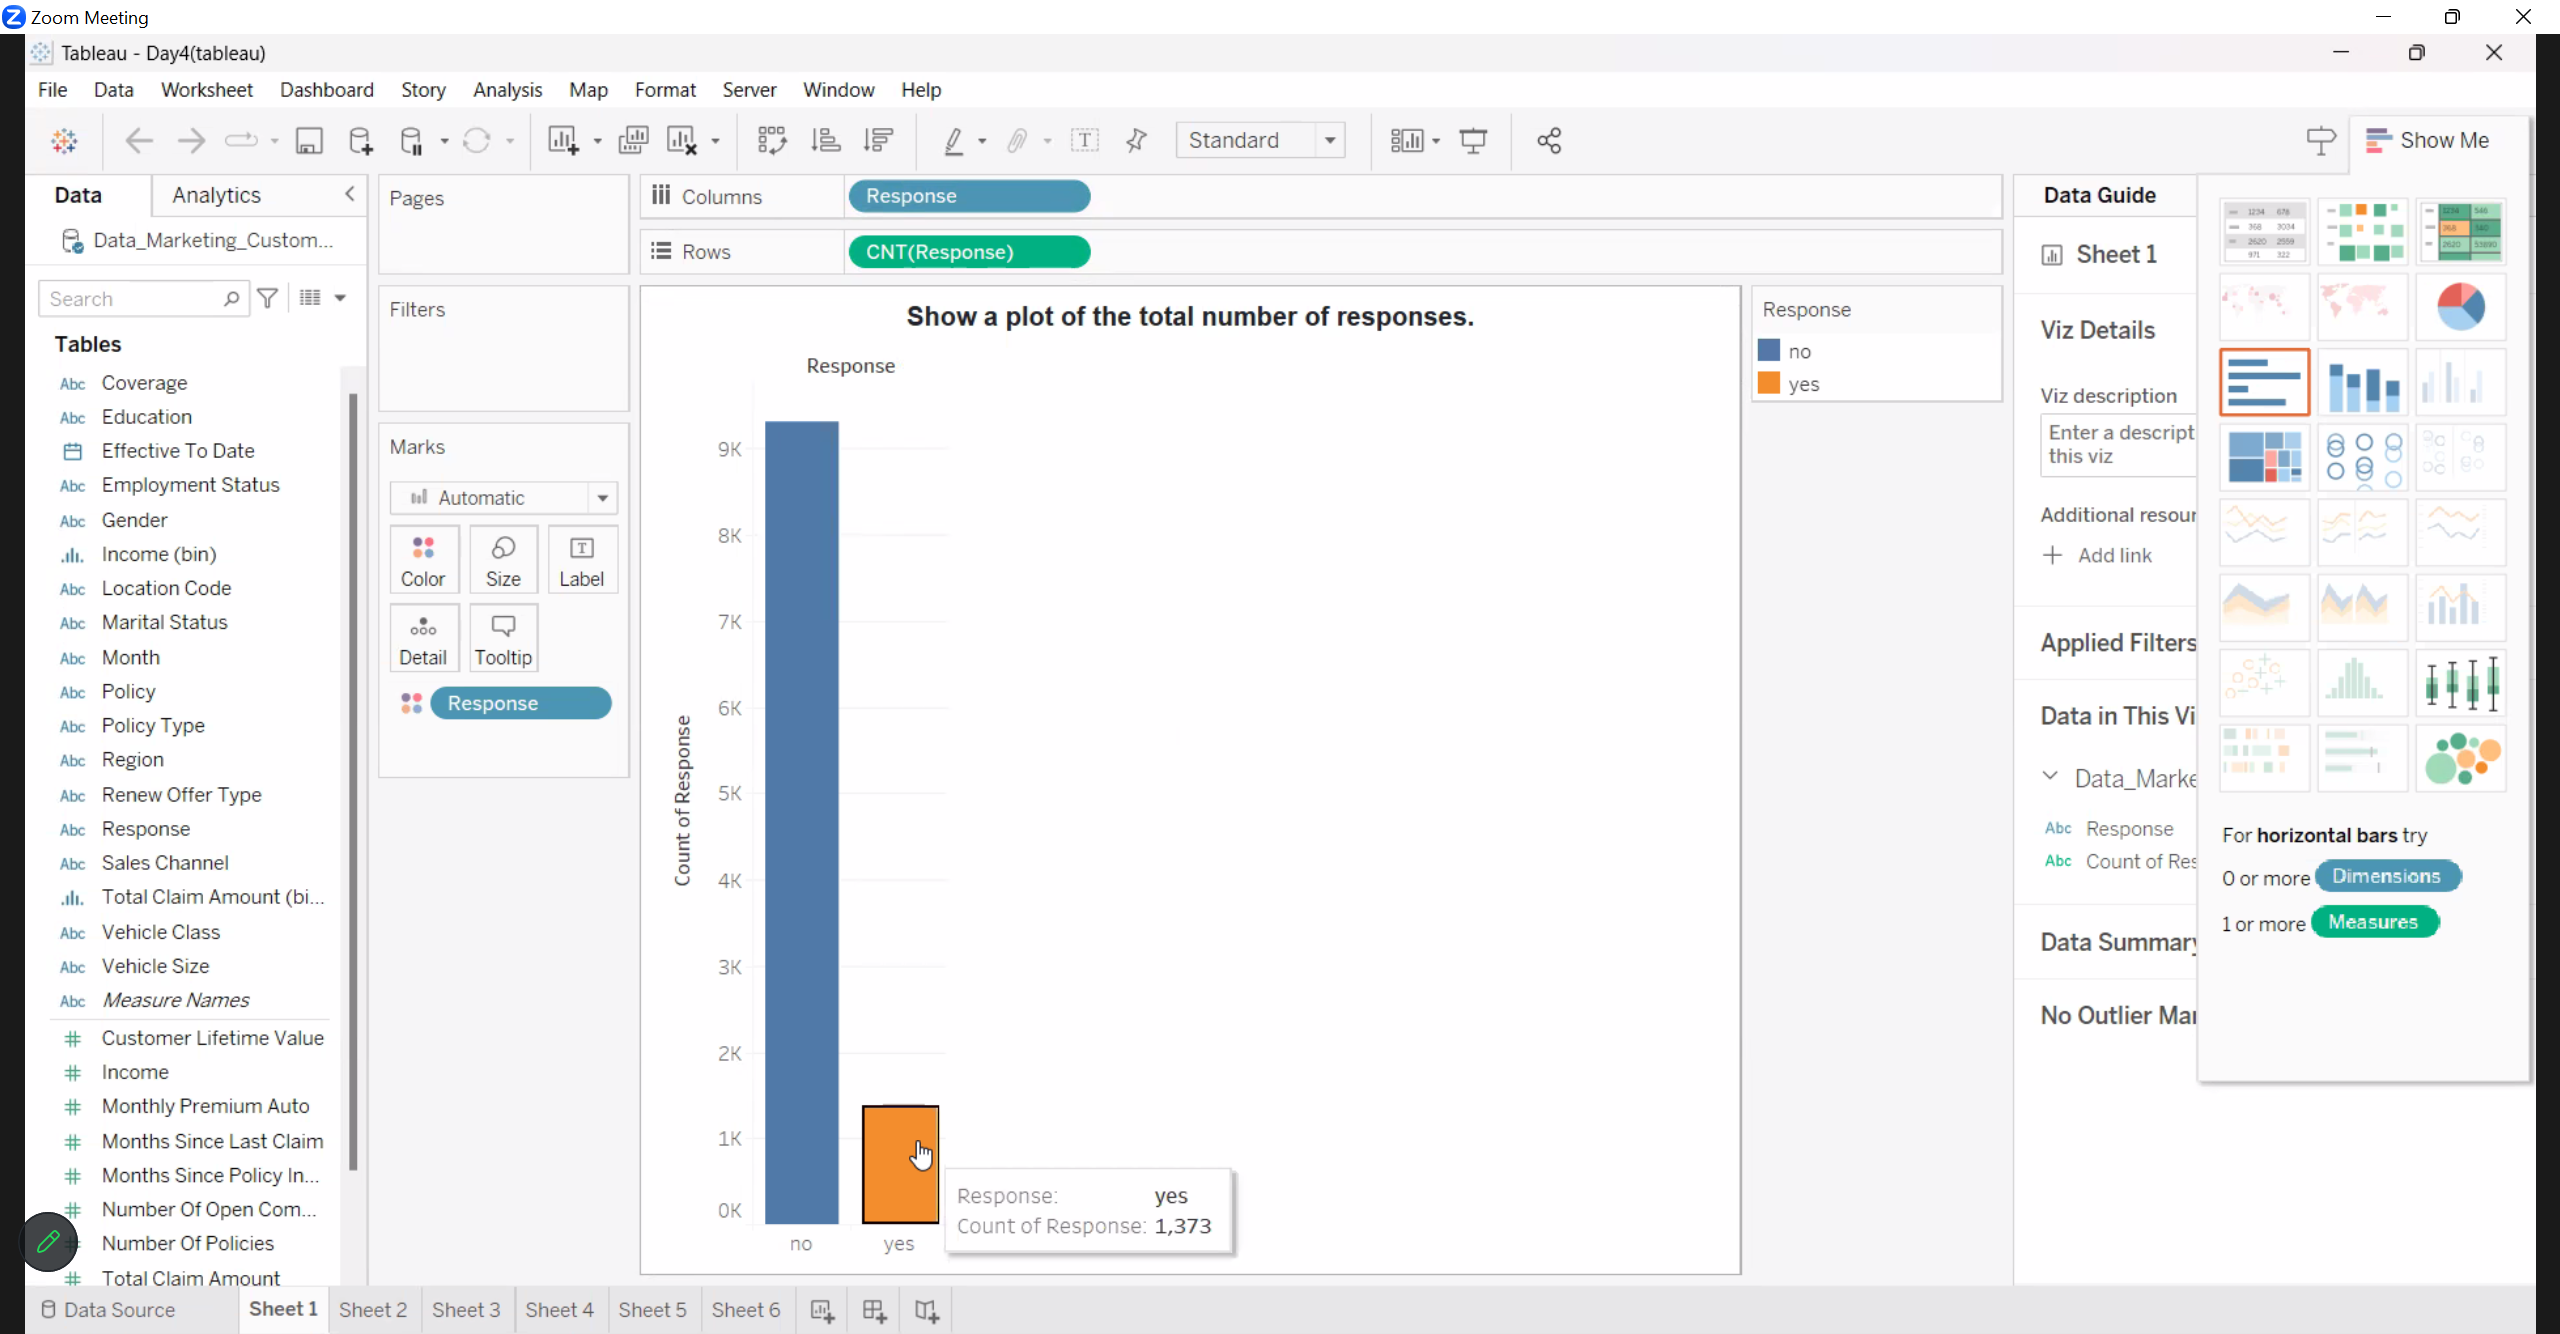 Zoom Meeting
Tableau - Day4(tableau)
File Data Worksheet Dashboard Story Analysis Map Format Server Window Help
Standard
Show Me
Data Analytics
Data_Marketing_Custom...
Search
Tables
Abc Coverage
Abc Education
Effective To Date
Abc Employment Status
Abc Gender
Income (bin)
Abc Location Code
Abc Marital Status
Abc Month
Abc Policy
Abc Policy Type
Abc Region
Abc Renew Offer Type
Abc Response
Abc Sales Channel
Total Claim Amount (bi...
Abc Vehicle Class
Abc Vehicle Size
Abc Measure Names
# Customer Lifetime Value
# Income
# Monthly Premium Auto
# Months Since Last Claim
# Months Since Policy In...
# Number Of Open Com...
# Number Of Policies
# Total Claim Amount
Pages
Filters
Marks
Automatic
Color Size Label
Detail Tooltip
Response
Columns Response
Rows CNT(Response)
Show a plot of the total number of responses.
Response
Count of Response
9K
8K
7K
6K
5K
4K
3K
2K
1K
0K
no yes
Response: yes
Count of Response: 1,373
Response
no
yes
Data Guide
Sheet 1
Viz Details
Viz description
Enter a descript
this viz
Additional resour
+ Add link
Applied Filters
Data in This Vi
Data_Marke
Abc Response
Abc Count of Res
Data Summary
No Outlier Mar
For horizontal bars try
0 or more Dimensions
1 or more Measures
Data Source Sheet 1 Sheet 2 Sheet 3 Sheet 4 Sheet 5 Sheet 6